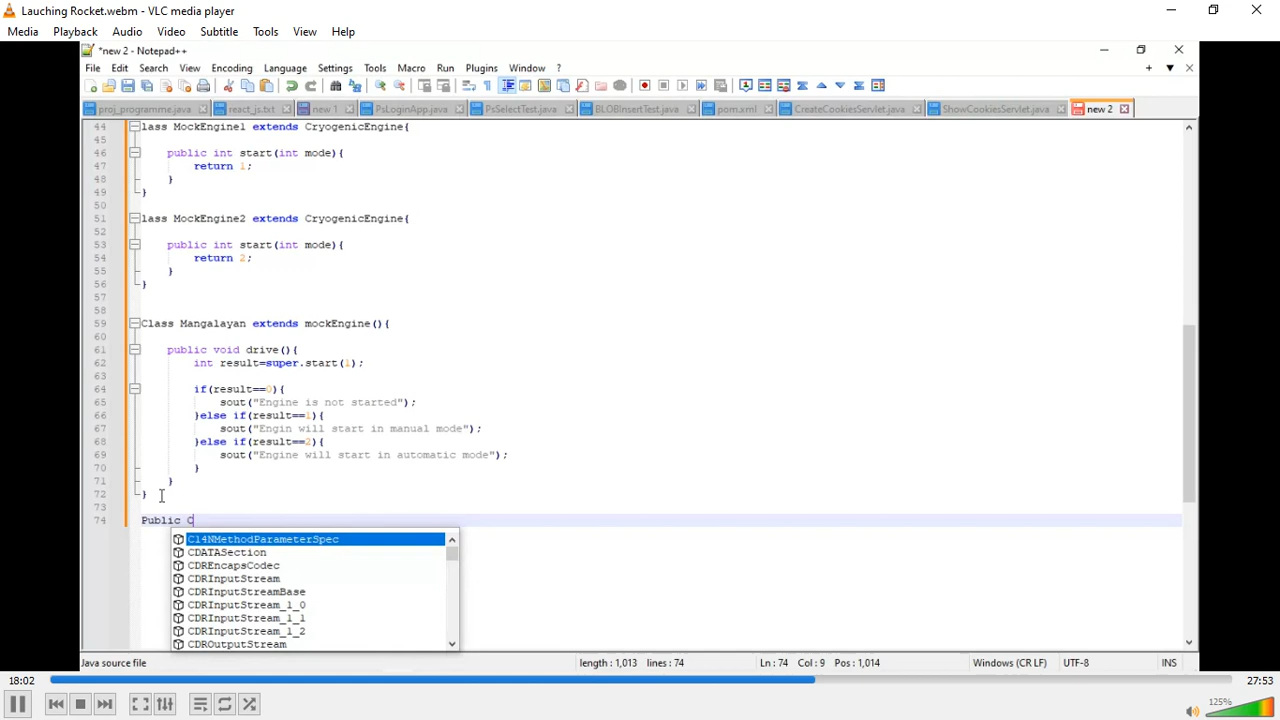 Lauching Rocket.webm - VLC media player
Media Playback Audio Video Subtitle Tools View Help
*new 2 - Notepad++
File Edit Search View Encoding Language Settings Tools Macro Run Plugins Window ?
proj_programme.java react_js.txt new 1 PsLoginApp.java PsSelectTest.java BLOBInsertTest.java pom.xml CreateCookiesServlet.java ShowCookiesServlet.java new 2
44 lass MockEngine1 extends CryogenicEngine{
45
46 public int start(int mode){
47 return 1;
48 }
49 }
50
51 lass MockEngine2 extends CryogenicEngine{
52
53 public int start(int mode){
54 return 2;
55 }
56 }
57
58
59 Class Mangalayan extends mockEngine(){
60
61 public void drive(){
62 int result=super.start(1);
63
64 if(result==0){
65 sout("Engine is not started");
66 }else if(result==1){
67 sout("Engin will start in manual mode");
68 }else if(result==2){
69 sout("Engine will start in automatic mode");
70 }
71 }
72 }
73
74 Public C
C14NMethodParameterSpec
CDATASection
CDREncapsCodec
CDRInputStream
CDRInputStreamBase
CDRInputStream_1_0
CDRInputStream_1_1
CDRInputStream_1_2
CDROutputStream
Java source file length : 1,013 lines : 74 Ln : 74 Col : 9 Pos : 1,014 Windows (CR LF) UTF-8 INS
18:02 27:53
125%